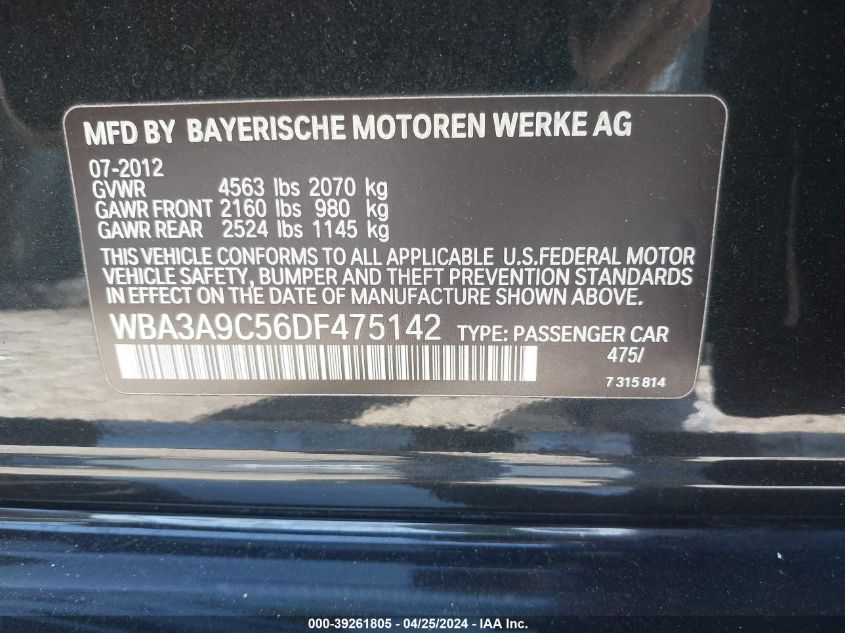 MFD BY BAYERISCHE MOTOREN WERKE AG
07-2012
GVWR 4563 lbs 2070 kg
GAWR FRONT 2160 lbs 980 kg
GAWR REAR 2524 lbs 1145 kg
THIS VEHICLE CONFORMS TO ALL APPLICABLE U.S.FEDERAL MOTOR
VEHICLE SAFETY, BUMPER AND THEFT PREVENTION STANDARDS
IN EFFECT ON THE DATE OF MANUFACTURE SHOWN ABOVE.
WBA3A9C56DF475142 TYPE: PASSENGER CAR
475/
7 315 814
000-39261805 - 04/25/2024 - IAAI, Inc.